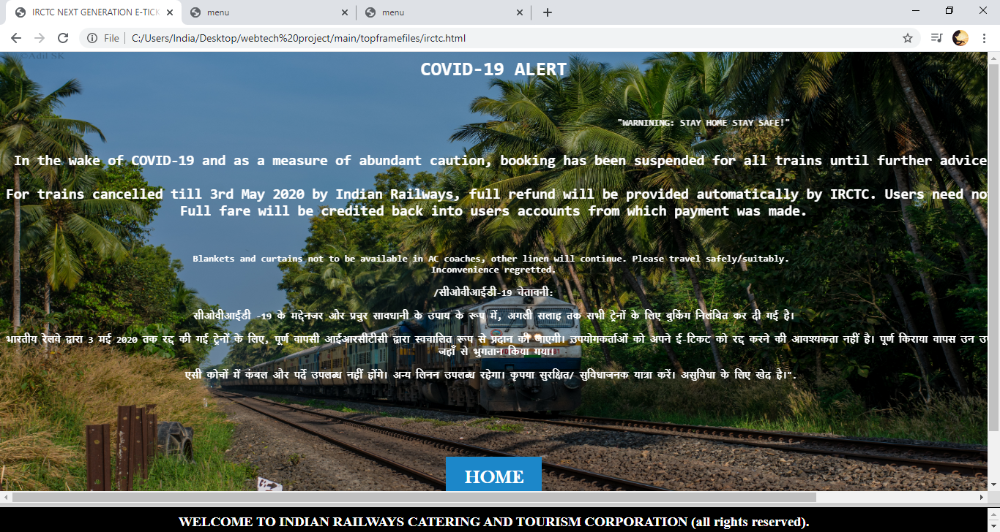 IRCTC NEXT GENERATION E-TICK
menu
menu
File
C:/Users/India/Desktop/webtech%20project/main/topframefiles/irctc.html
©Adil SK
COVID-19 ALERT
"WARNINING: STAY HOME STAY SAFE!"
In the wake of COVID-19 and as a measure of abundant caution, booking has been suspended for all trains until further advice
For trains cancelled till 3rd May 2020 by Indian Railways, full refund will be provided automatically by IRCTC. Users need no
Full fare will be credited back into users accounts from which payment was made.
Blankets and curtains not to be available in AC coaches, other linen will continue. Please travel safely/suitably.
Inconvenience regretted.
/सीओवीआईडी-19 चेतावनी:
सीओवीआईडी -19 के मद्देनजर और प्रचुर सावधानी के उपाय के रूप में, अगली सलाह तक सभी ट्रेनों के लिए बुकिंग निलंबित कर दी गई है।
भारतीय रेलवे द्वारा 3 मई 2020 तक रद्द की गई ट्रेनों के लिए, पूर्ण वापसी आईआरसीटीसी द्वारा स्वचालित रूप से प्रदान की जाएगी। उपयोगकर्ताओं को अपने ई-टिकट को रद्द करने की आवश्यकता नहीं है। पूर्ण किराया वापस उन
जहाँ से भुगतान किया गया।
एसी कोचों में कंबल और पर्दे उपलब्ध नहीं होंगे। अन्य लिनन उपलब्ध रहेगा। कृपया सुरक्षित/ सुविधाजनक यात्रा करें। असुविधा के लिए खेद है।".
HOME
WELCOME TO INDIAN RAILWAYS CATERING AND TOURISM CORPORATION (all rights reserved).